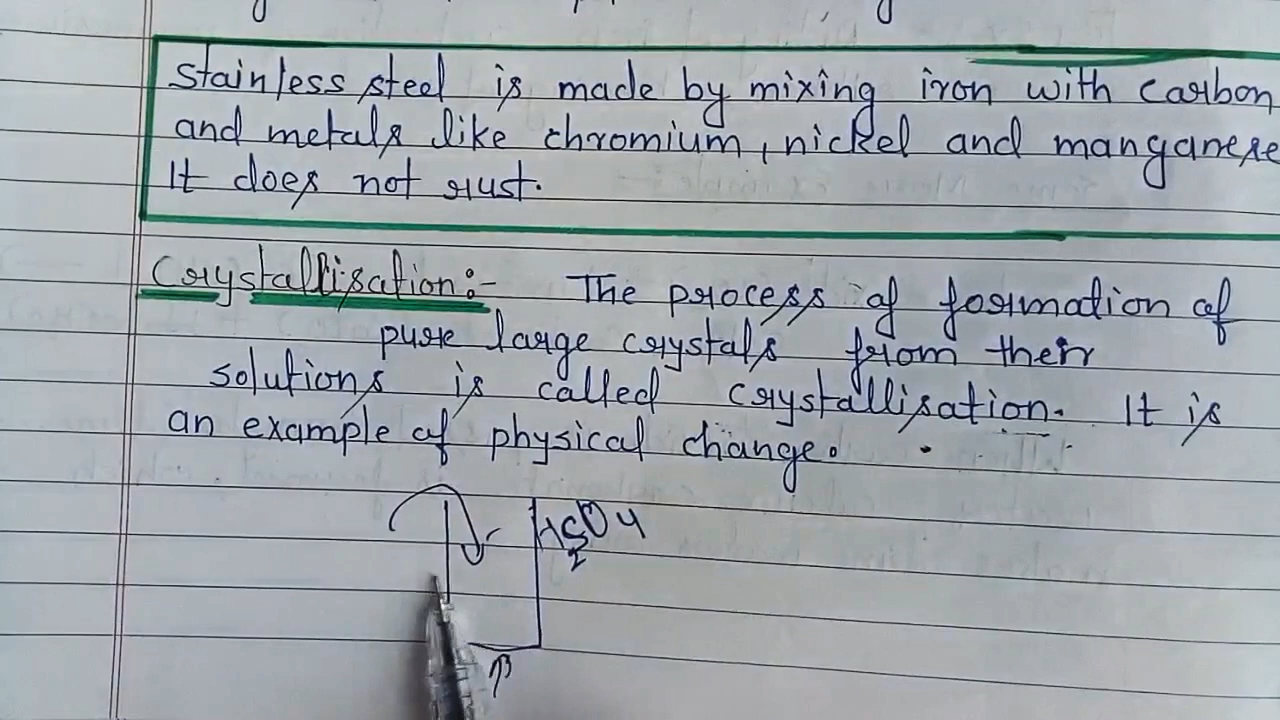 Stainless steel is made by mixing iron with carbon
and metals like chromium, nickel and manganese
It does not rust.
Crystallisation:- The process of formation of
pure large crystals from their
solutions is called crystallisation. It is
an example of physical change.
H2SO4